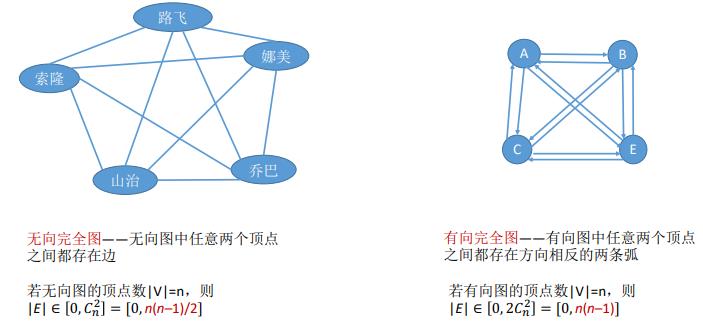 路飞
娜美
索隆
山治
乔巴
A
B
C
E
无向完全图——无向图中任意两个顶点
之间都存在边
若无向图的顶点数|V|=n，则
|E| ∈ [0, C_n^2] = [0, n(n–1)/2]
有向完全图——有向图中任意两个顶点
之间都存在方向相反的两条弧
若有向图的顶点数|V|=n，则
|E| ∈ [0, 2C_n^2] = [0, n(n–1)]